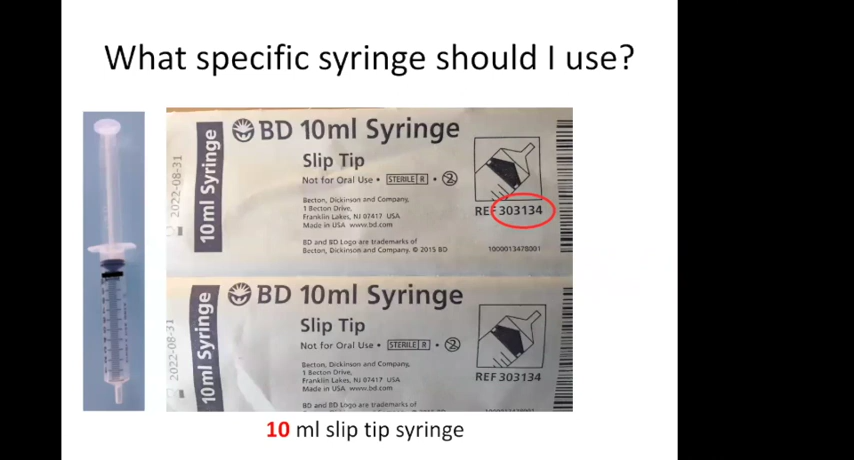 What specific syringe should I use?
10ml Syringe
2022-08-31
BD 10ml Syringe
Slip Tip
Not for Oral Use • STERILE R • 2
Becton, Dickinson and Company,
1 Becton Drive,
Franklin Lakes, NJ 07417 USA
Made in USA www.bd.com
BD and BD Logo are trademarks of
Becton, Dickinson and Company. © 2015 BD
REF 303134
1000013478001
10ml Syringe
2022-08-31
BD 10ml Syringe
Slip Tip
Not for Oral Use • STERILE R • 2
Becton, Dickinson and Company,
1 Becton Drive,
Franklin Lakes, NJ 07417 USA
Made in USA www.bd.com
BD and BD Logo are trademarks of
REF 303134
10 ml slip tip syringe